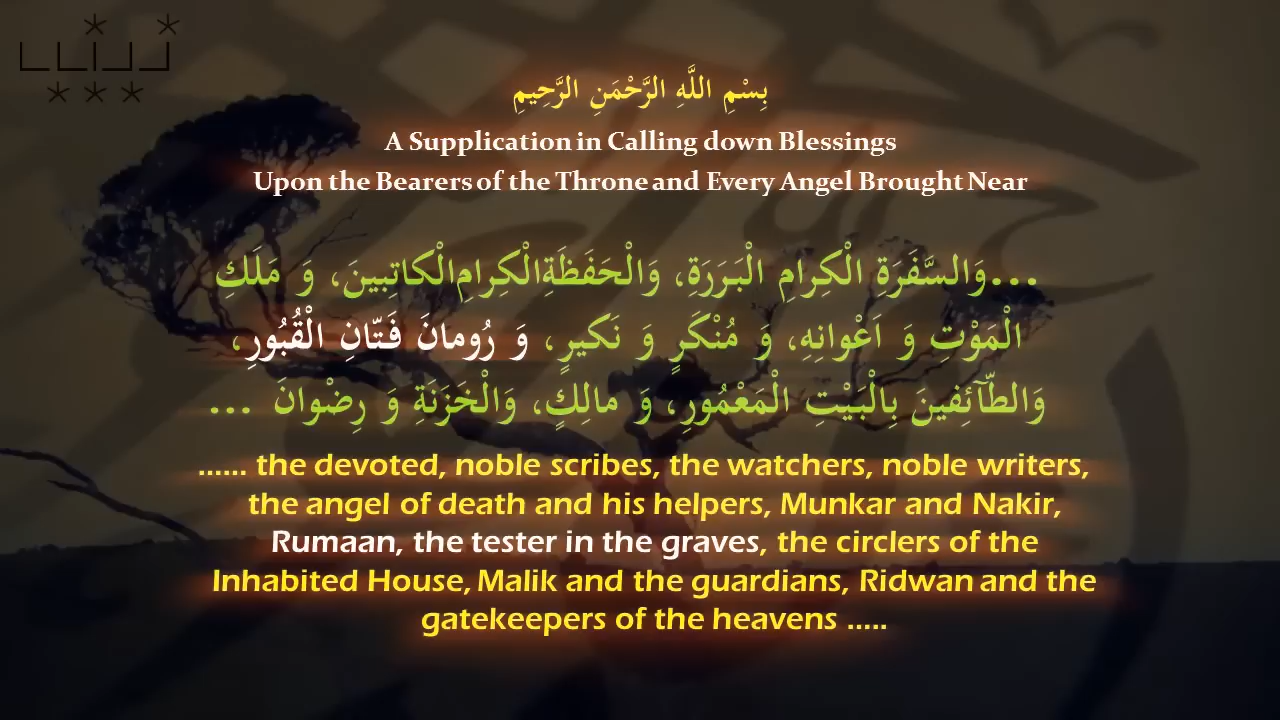 بِسْمِ اللَّهِ الرَّحْمَنِ الرَّحِيمِ
A Supplication in Calling down Blessings
Upon the Bearers of the Throne and Every Angel Brought Near
...وَالسَّفَرَةِ الْكِرامِ الْبَرَرَةِ، وَالْحَفَظَةِالْكِرامِالْكاتِبينَ، وَ مَلَكِ
الْمَوْتِ وَ اَعْوانِهِ، وَ مُنْكَرٍ وَ نَكيرٍ، وَ رُومانَ فَتّانِ الْقُبُورِ،
وَالطّآئِفينَ بِالْبَيْتِ الْمَعْمُورِ، وَ مالِكٍ، وَالْخَزَنَةِ وَ رِضْوانَ ...
...... the devoted, noble scribes, the watchers, noble writers,
the angel of death and his helpers, Munkar and Nakir,
Rumaan, the tester in the graves, the circlers of the
Inhabited House, Malik and the guardians, Ridwan and the
gatekeepers of the heavens .....